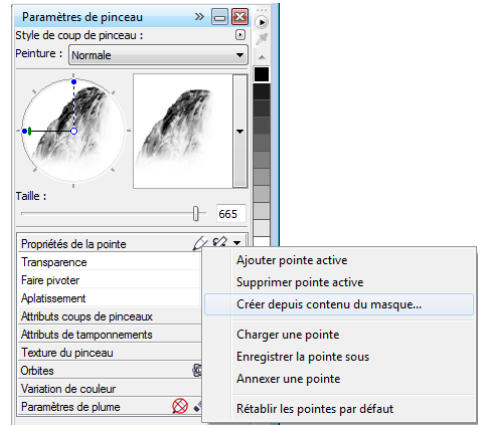 Paramètres de pinceau
Style de coup de pinceau :
Peinture : Normale
Taille :
665
Propriétés de la pointe
Transparence
Faire pivoter
Aplatissement
Attributs coups de pinceaux
Attributs de tamponnements
Texture du pinceau
Orbites
Variation de couleur
Paramètres de plume
Ajouter pointe active
Supprimer pointe active
Créer depuis contenu du masque...
Charger une pointe
Enregistrer la pointe sous
Annexer une pointe
Rétablir les pointes par défaut